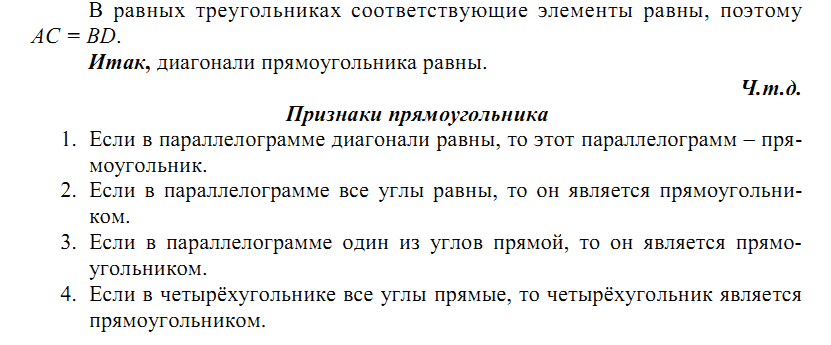 В равных треугольниках соответствующие элементы равны, поэтому
AC = BD.
Итак, диагонали прямоугольника равны.
Ч.т.д.
Признаки прямоугольника
1. Если в параллелограмме диагонали равны, то этот параллелограмм – пря-
моугольник.
2. Если в параллелограмме все углы равны, то он является прямоугольни-
ком.
3. Если в параллелограмме один из углов прямой, то он является прямо-
угольником.
4. Если в четырёхугольнике все углы прямые, то четырёхугольник является
прямоугольником.